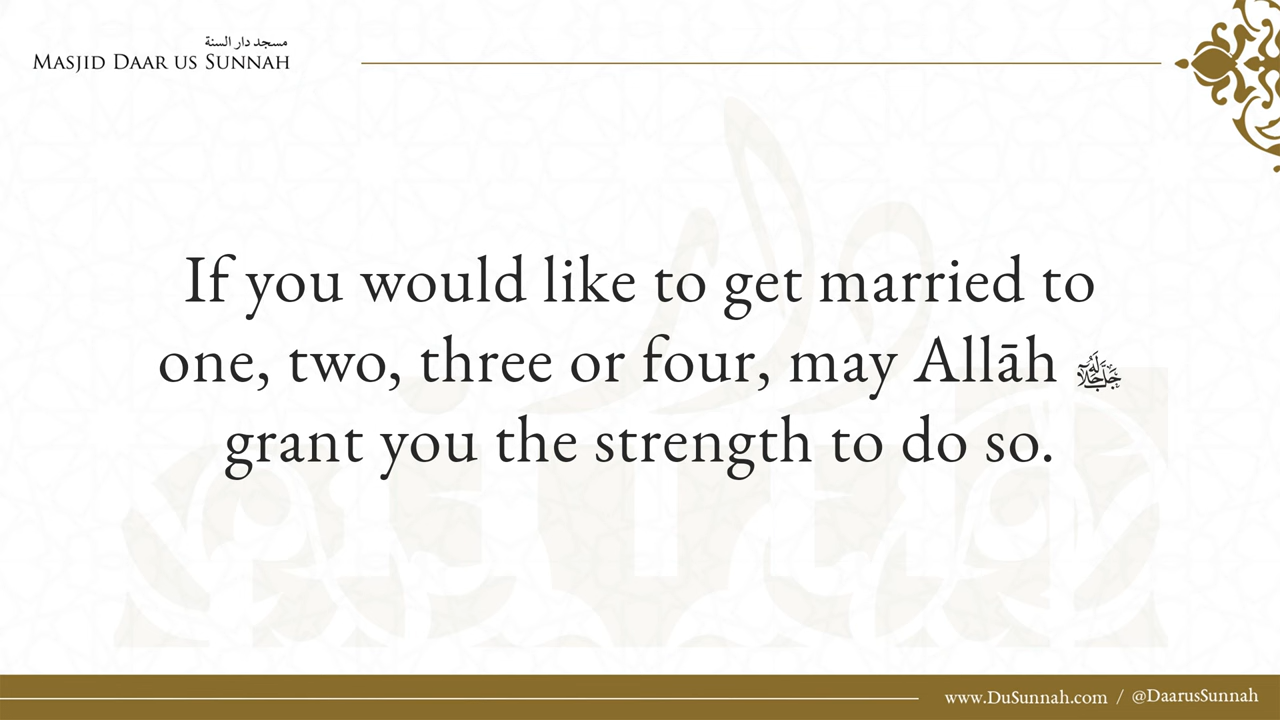 مسجد دار السنة
MASJID DAAR US SUNNAH
If you would like to get married to
one, two, three or four, may Allāh ﷻ
grant you the strength to do so.
www.DuSunnah.com / @DaarusSunnah